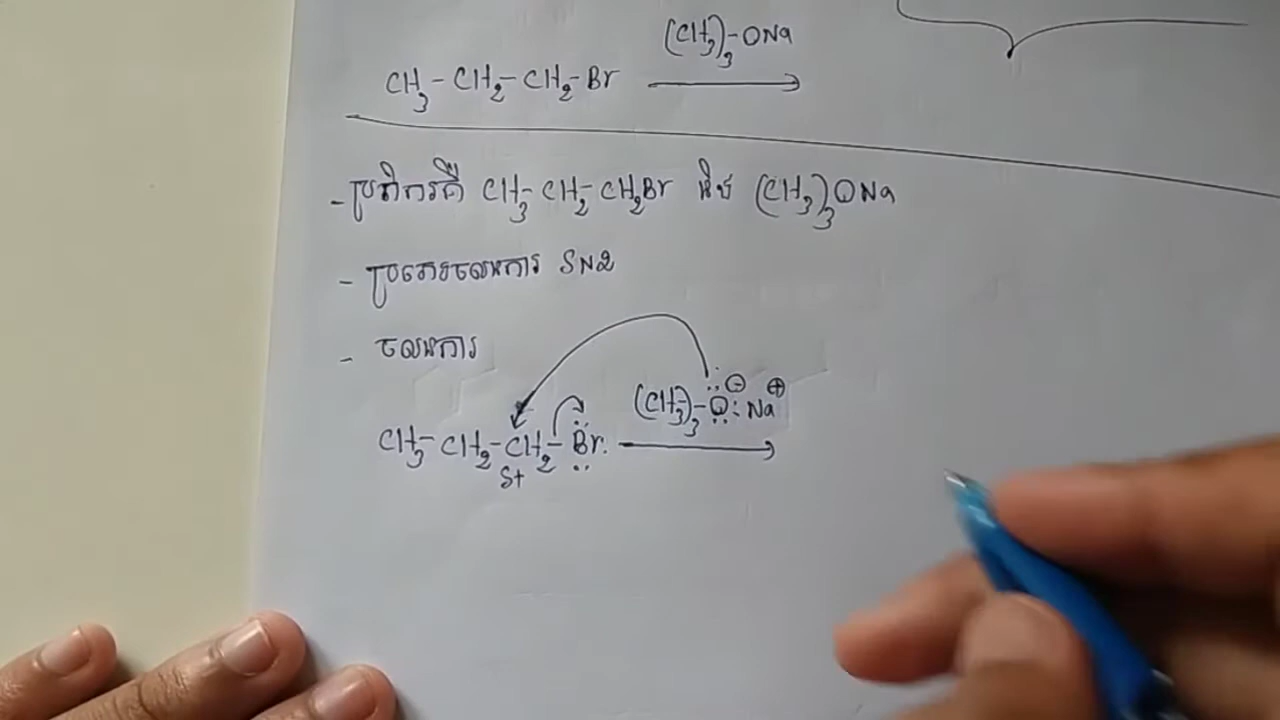 (CH3)3-ONa
CH3-CH2-CH2-Br ⟶
-ប្រតិករគឺ CH3-CH2-CH2Br និង (CH3)3ONa
- ប្រភេទយន្តការ SN2
- យន្តការ
(CH3)3-O:⊖ Na⊕
CH3-CH2-CH2-Br ⟶
δ+